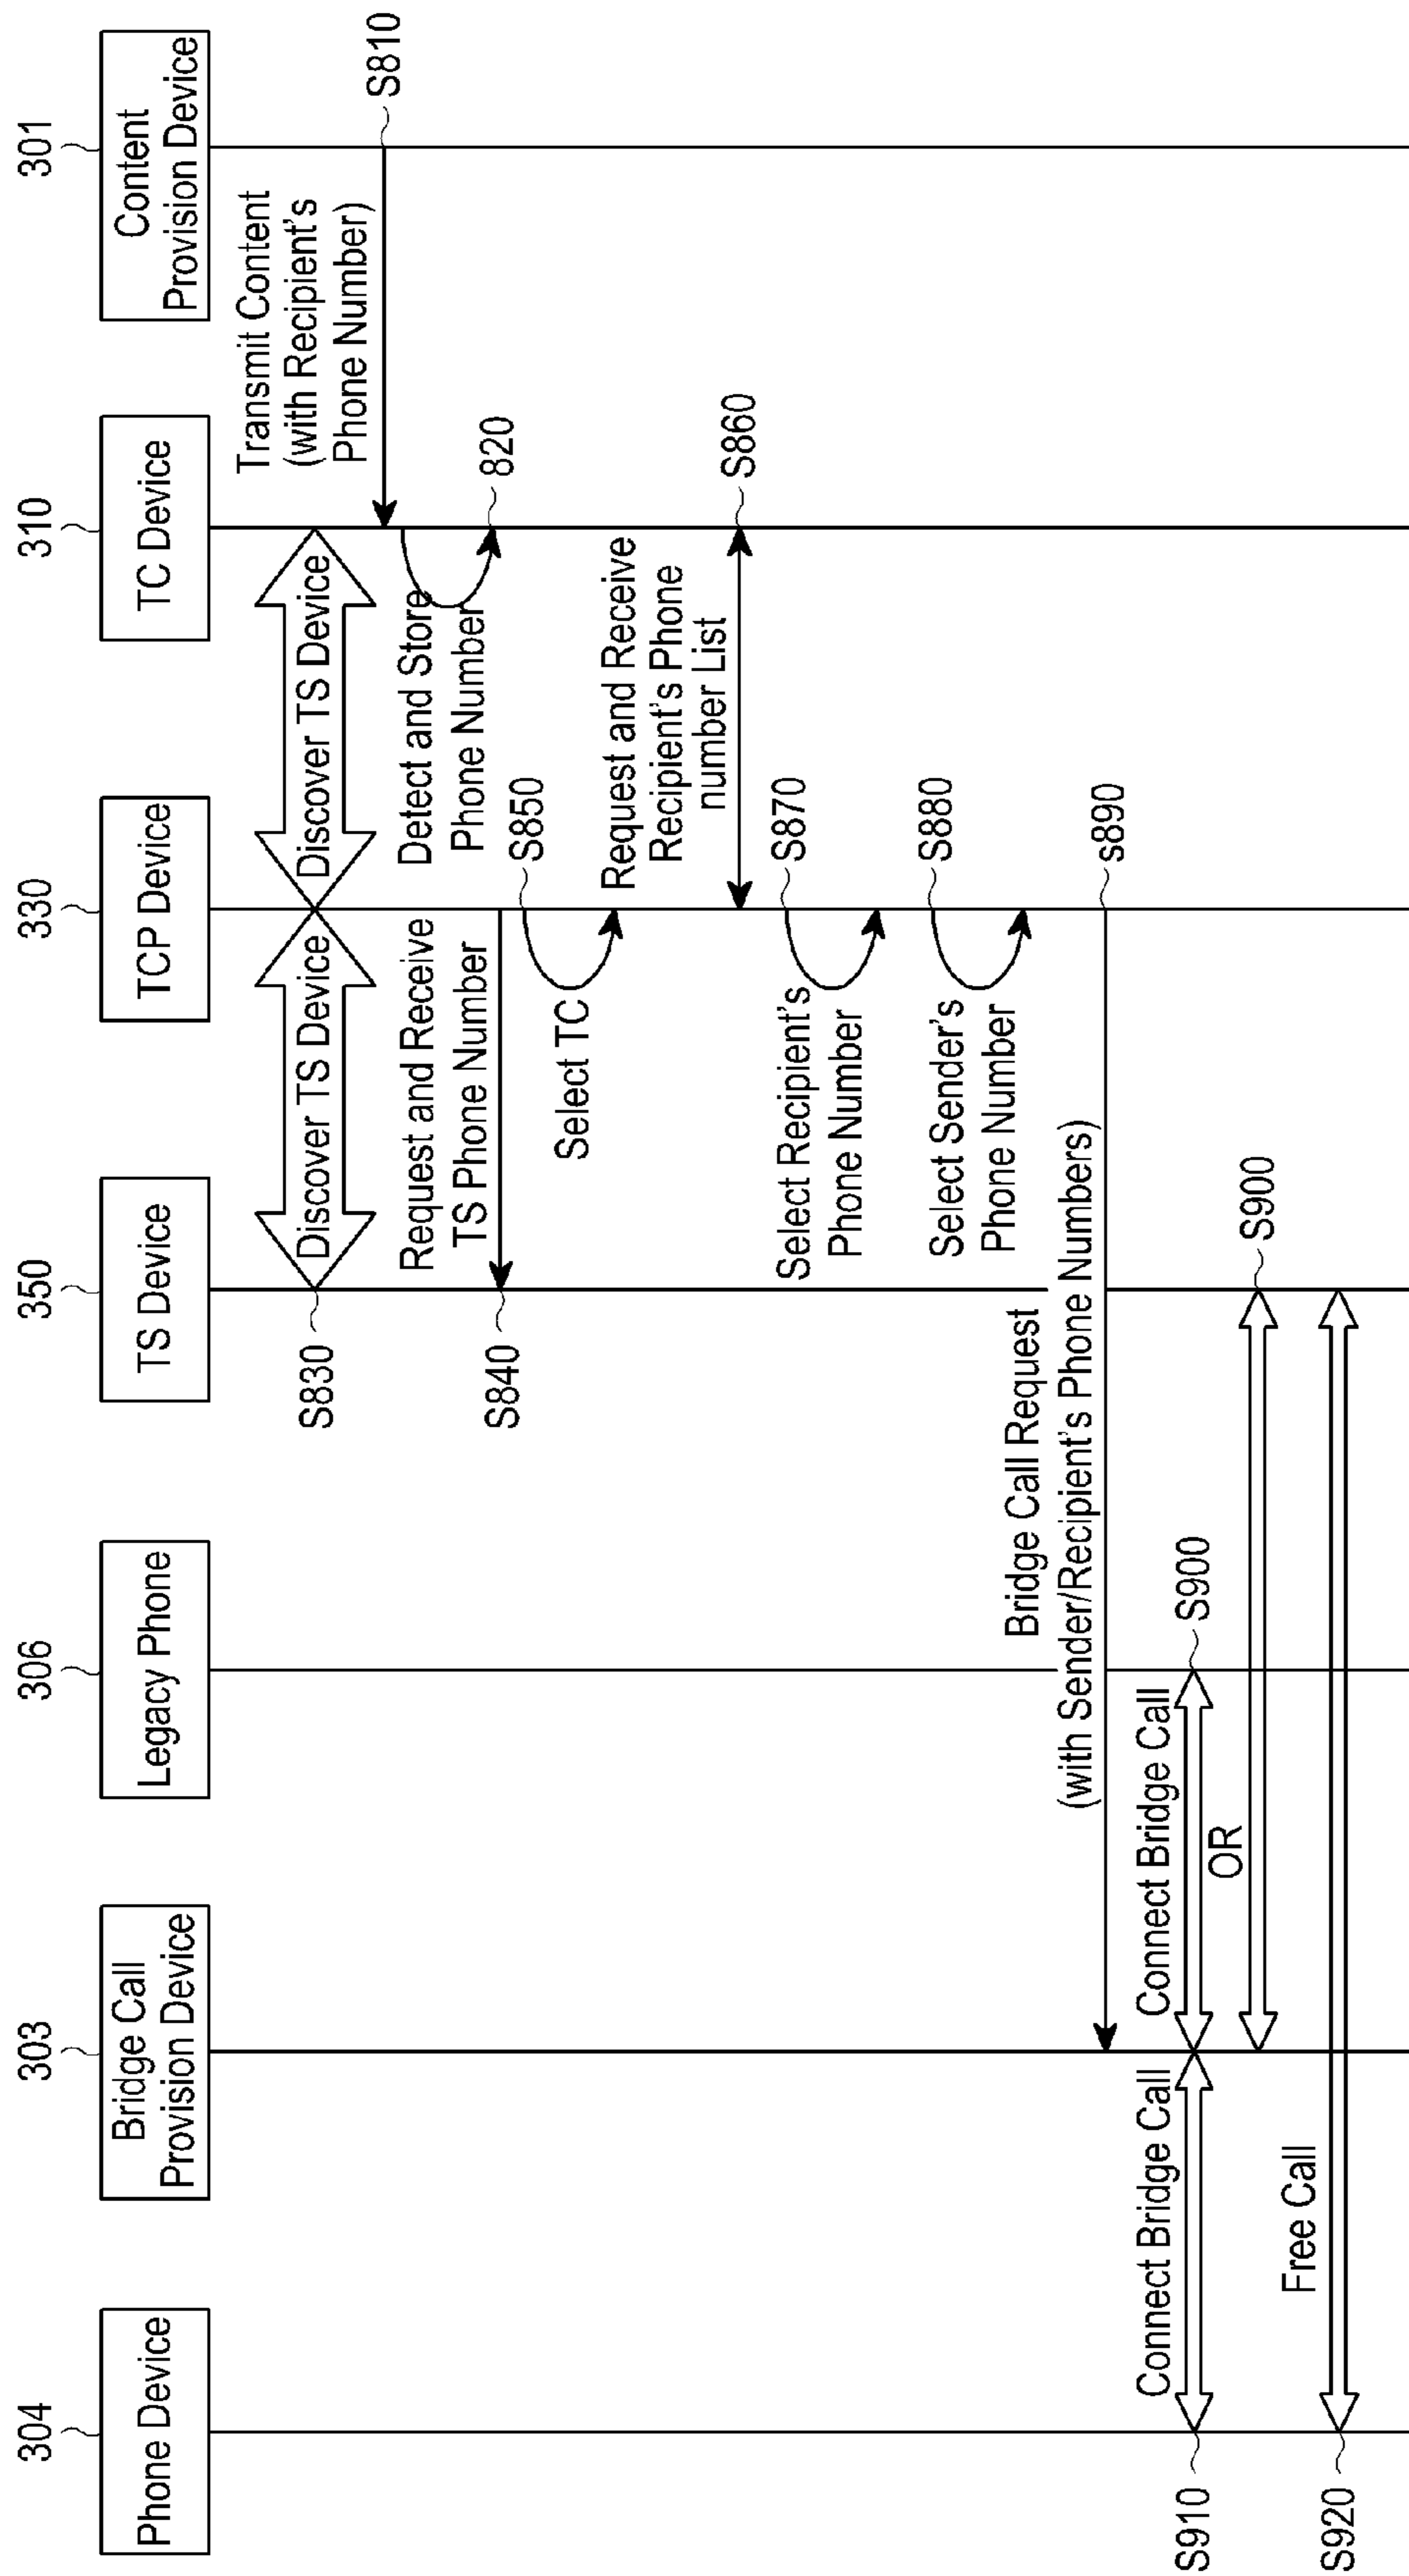 304
303
306
350
330
310
301
Phone Device
Bridge Call
Provision Device
Legacy Phone
TS Device
TCP Device
TC Device
Content
Provision Device
Transmit Content
(with Recipient's
Phone Number)
S810
Discover TS Device
Discover TS Device
S830
Detect and Store
Phone Number
820
Request and Receive
TS Phone Number
S840
S850
Select TC
Request and Receive
Recipient's Phone
number List
S860
S870
Select Recipient's
Phone Number
S880
Select Sender's
Phone Number
Bridge Call Request
(with Sender/Recipient's Phone Numbers)
s890
Connect Bridge Call
Connect Bridge Call
S910
S900
OR
S900
Free Call
S920